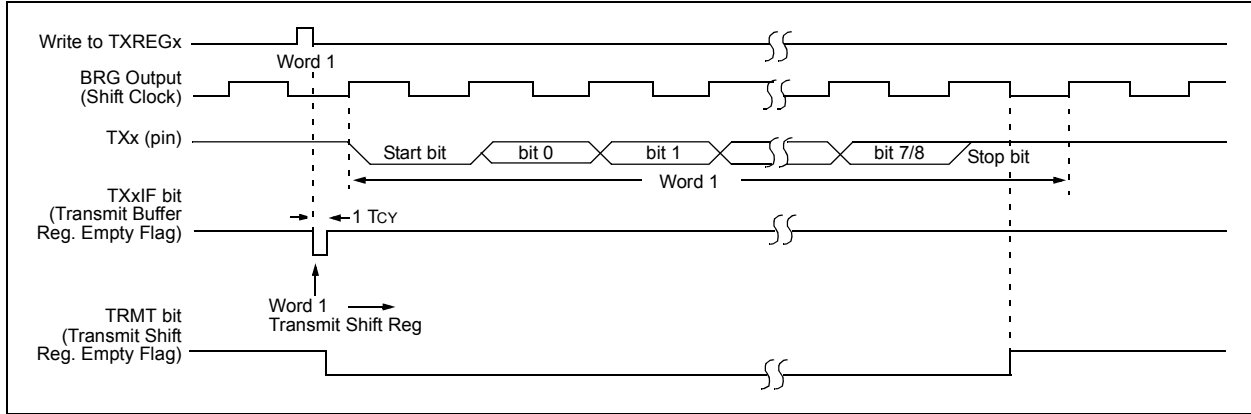 Write to TXREGx
Word 1
BRG Output
(Shift Clock)
TXx (pin)
Start bit
bit 0
bit 1
bit 7/8
Stop bit
Word 1
TXxIF bit
(Transmit Buffer
Reg. Empty Flag)
1 TCY
Word 1
Transmit Shift Reg
TRMT bit
(Transmit Shift
Reg. Empty Flag)